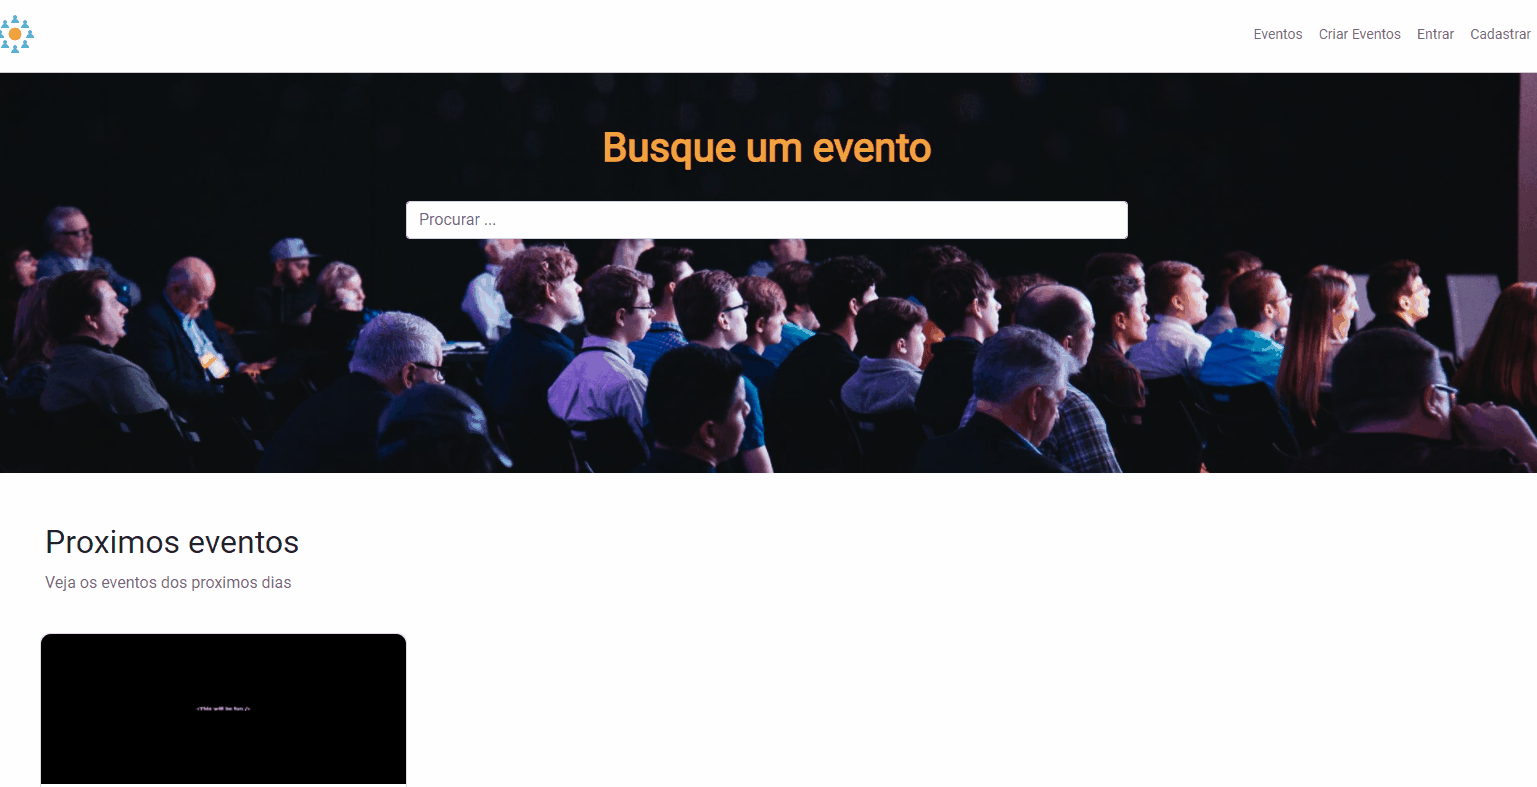 Eventos Criar Eventos Entrar Cadastrar
Busque um evento
Procurar ...
Proximos eventos
Veja os eventos dos proximos dias
<This will be fun />